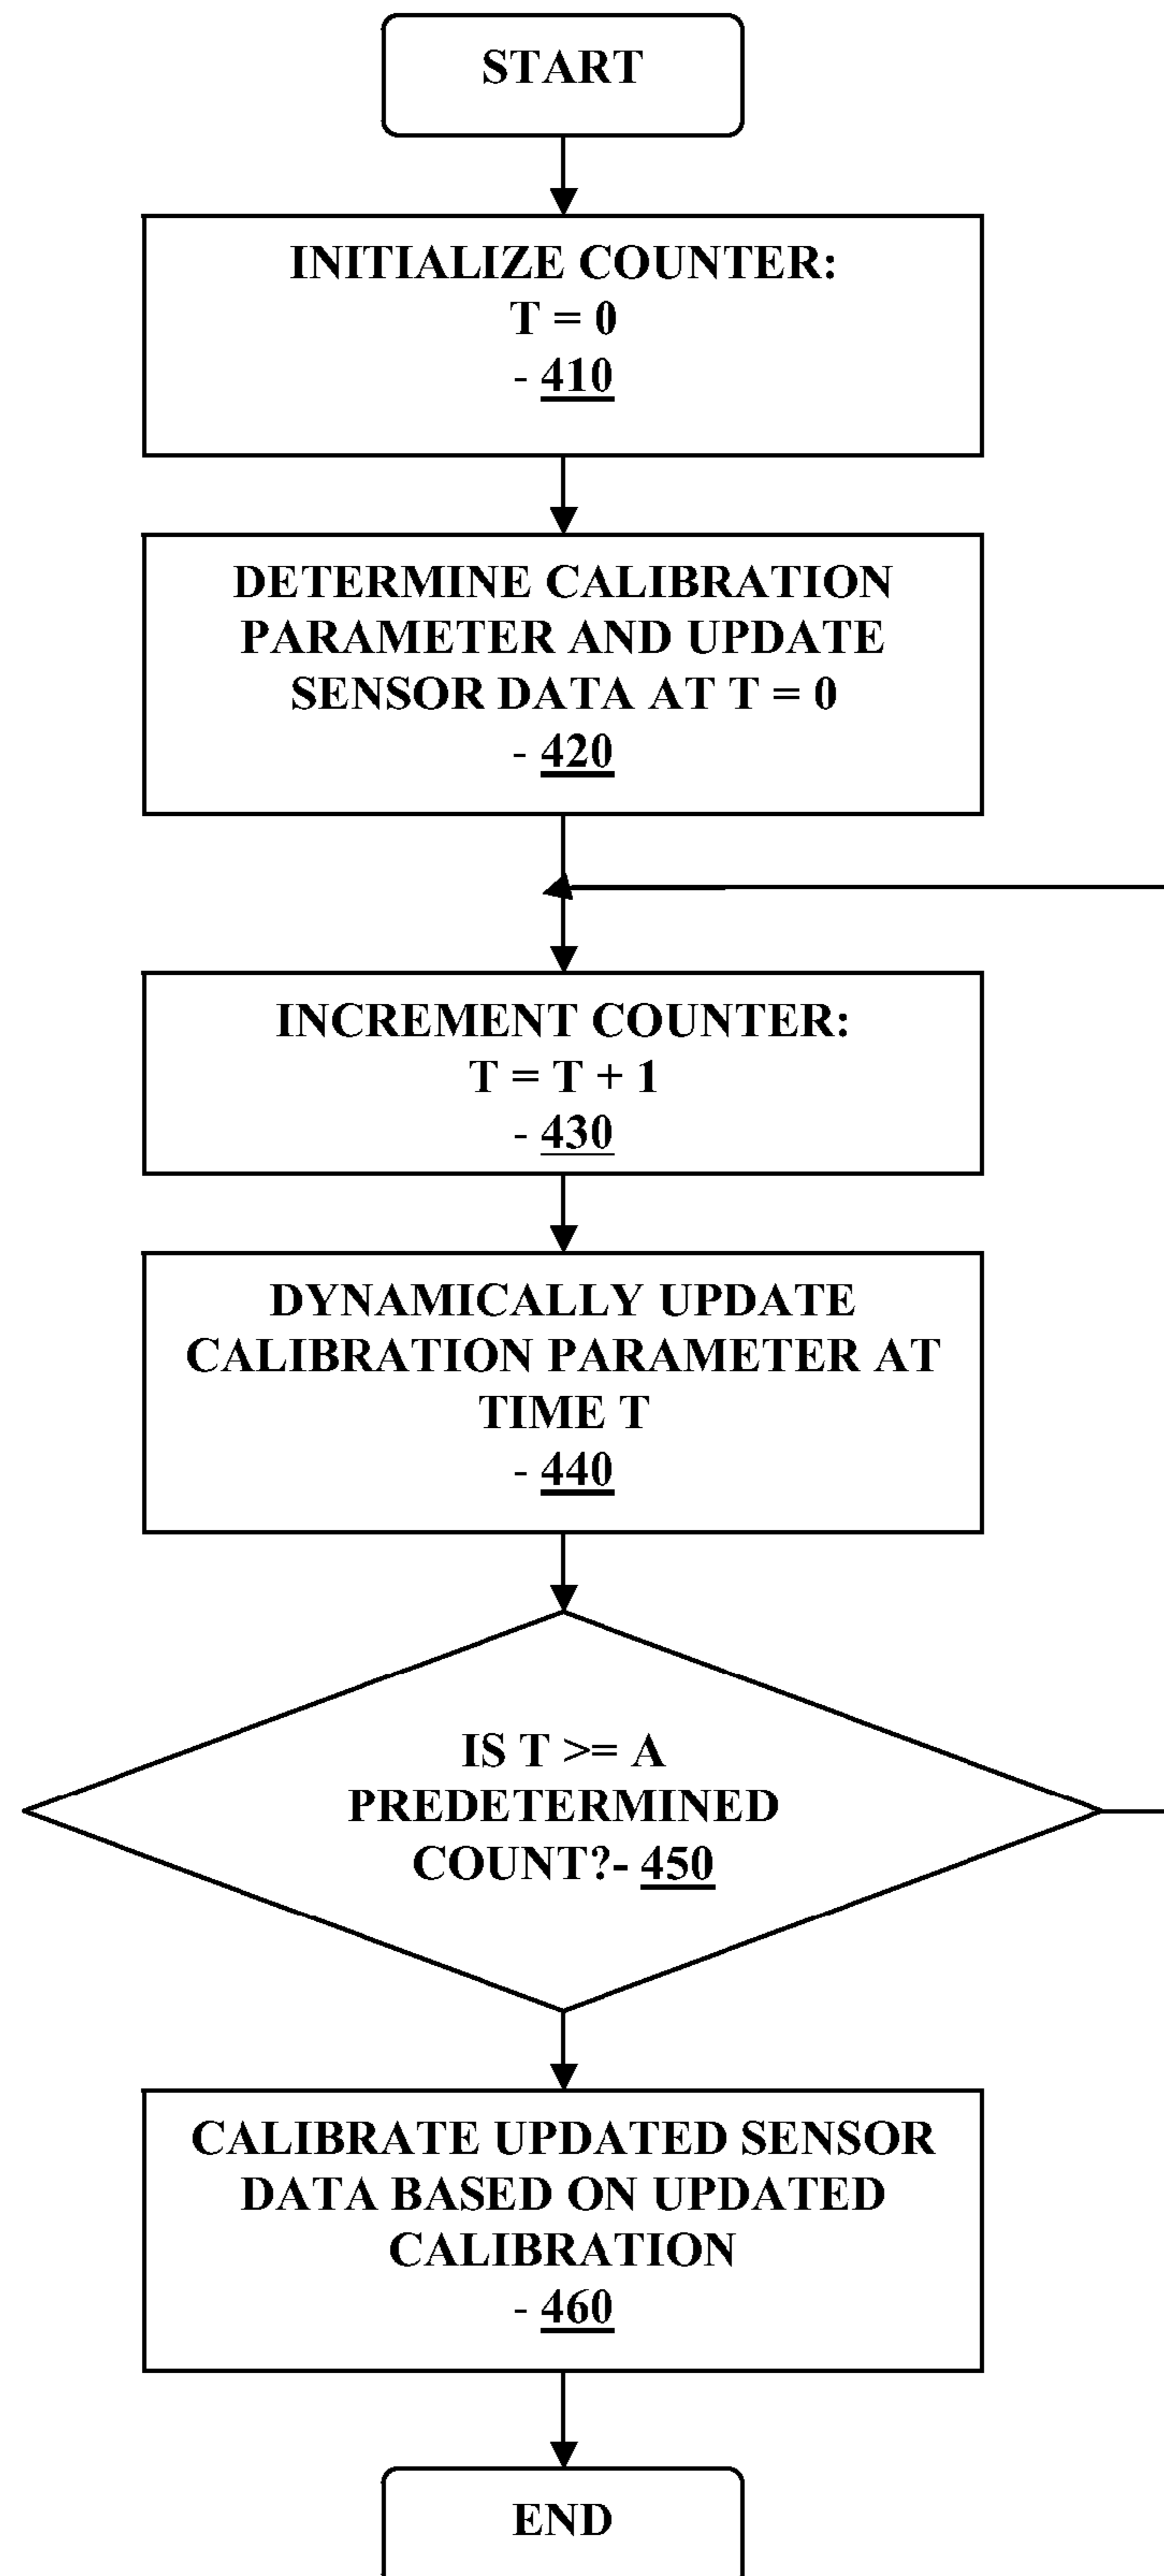 START
INITIALIZE COUNTER:
T = 0
- 410
DETERMINE CALIBRATION
PARAMETER AND UPDATE
SENSOR DATA AT T = 0
- 420
INCREMENT COUNTER:
T = T + 1
- 430
DYNAMICALLY UPDATE
CALIBRATION PARAMETER AT
TIME T
- 440
IS T >= A
PREDETERMINED
COUNT?- 450
CALIBRATE UPDATED SENSOR
DATA BASED ON UPDATED
CALIBRATION
- 460
END